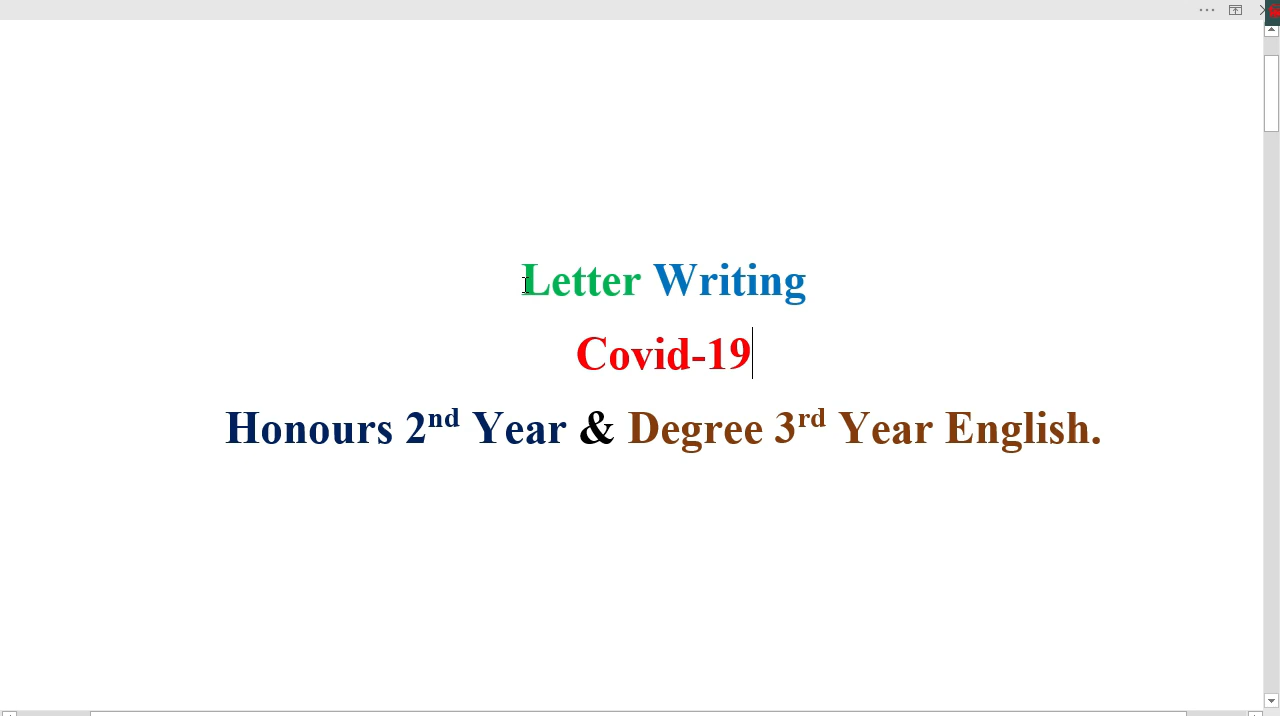 Letter Writing
Covid-19
Honours 2nd Year & Degree 3rd Year English.